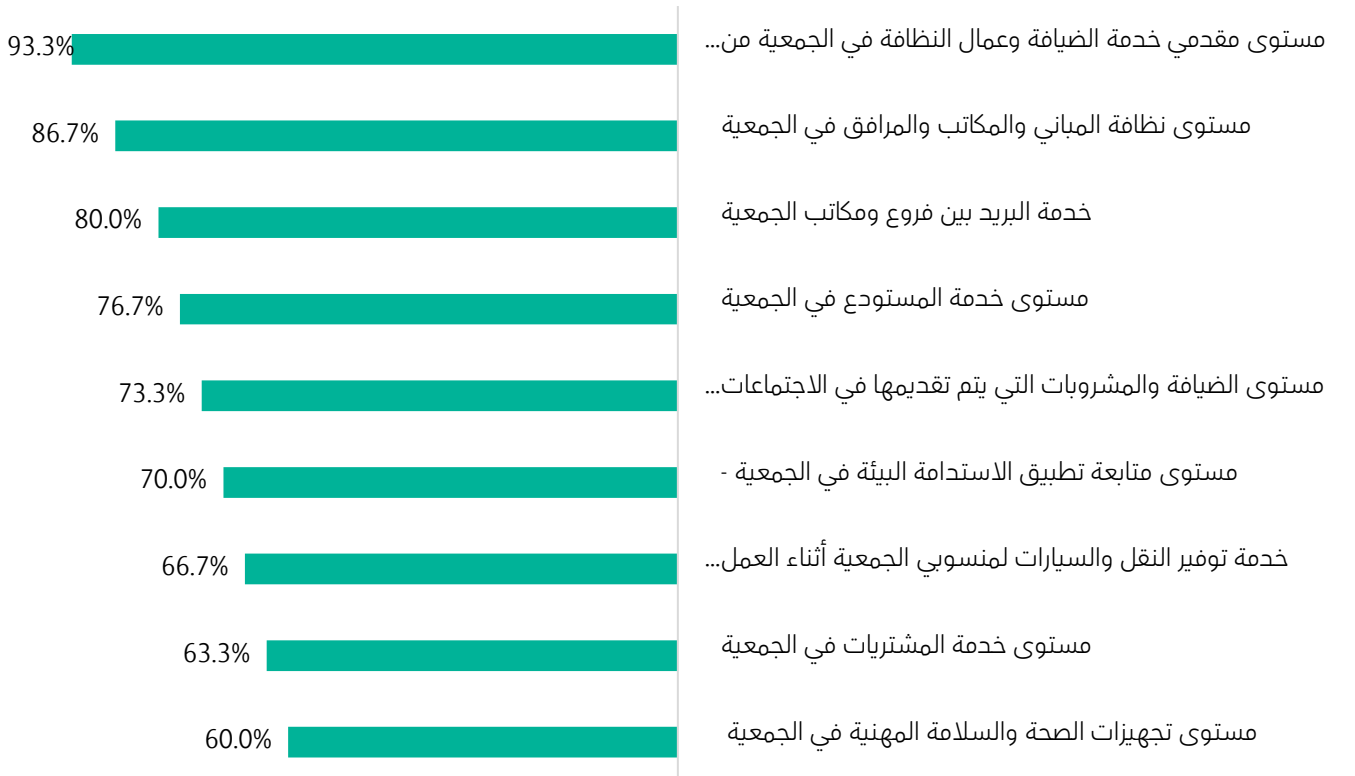 مستوى مقدمي خدمة الضيافة وعمال النظافة في الجمعية من...
93.3%
مستوى نظافة المباني والمكاتب والمرافق في الجمعية
86.7%
خدمة البريد بين فروع ومكاتب الجمعية
80.0%
مستوى خدمة المستودع في الجمعية
76.7%
مستوى الضيافة والمشروبات التي يتم تقديمها في الاجتماعات...
73.3%
مستوى متابعة تطبيق الاستدامة البيئة في الجمعية -
70.0%
خدمة توفير النقل والسيارات لمنسوبي الجمعية أثناء العمل...
66.7%
مستوى خدمة المشتريات في الجمعية
63.3%
مستوى تجهيزات الصحة والسلامة المهنية في الجمعية
60.0%